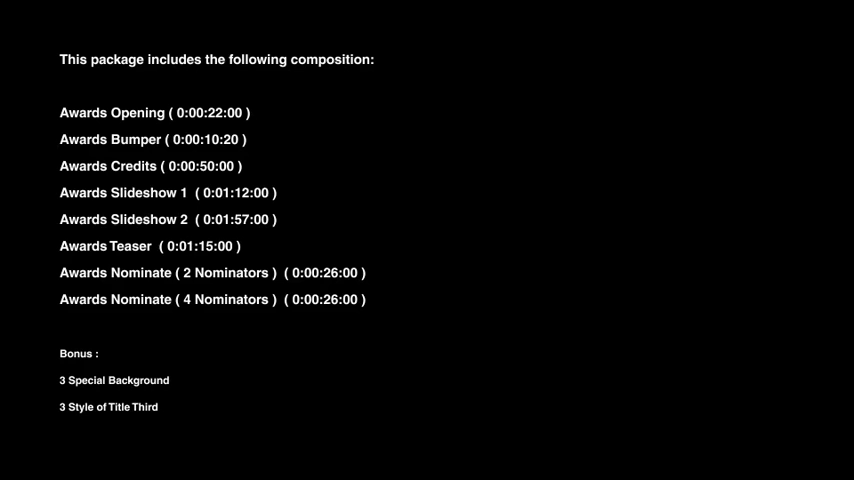 This package includes the following composition:
Awards Opening ( 0:00:22:00 )
Awards Bumper ( 0:00:10:20 )
Awards Credits ( 0:00:50:00 )
Awards Slideshow 1  ( 0:01:12:00 )
Awards Slideshow 2  ( 0:01:57:00 )
Awards Teaser  ( 0:01:15:00 )
Awards Nominate ( 2 Nominators )  ( 0:00:26:00 )
Awards Nominate ( 4 Nominators )  ( 0:00:26:00 )
Bonus :
3 Special Background
3 Style of Title Third